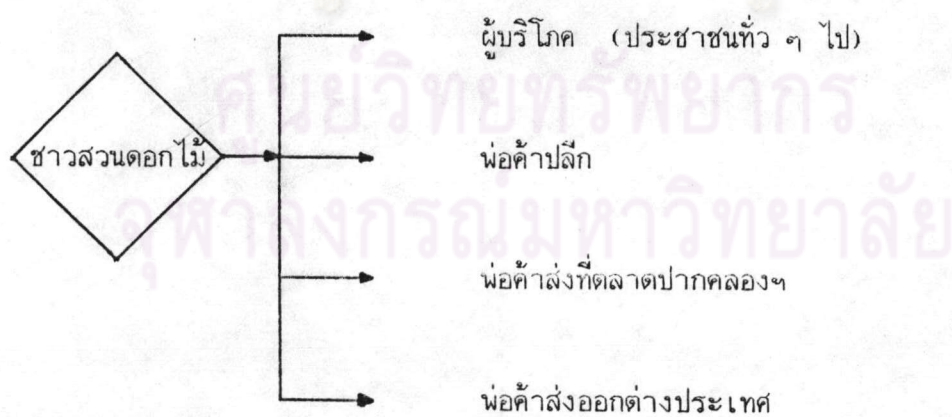 ผู้บริโภค (ประชาชนทั่ว ๆ ไป)
ศูนย์วิทยทรัพยากร
ชาวสวนดอกไม้
พ่อค้าปลีก
จุฬาลงกรณ์มหาวิทยาลัย
พ่อค้าส่งที่ตลาดปากคลองฯ
พ่อค้าส่งออกต่างประเทศ